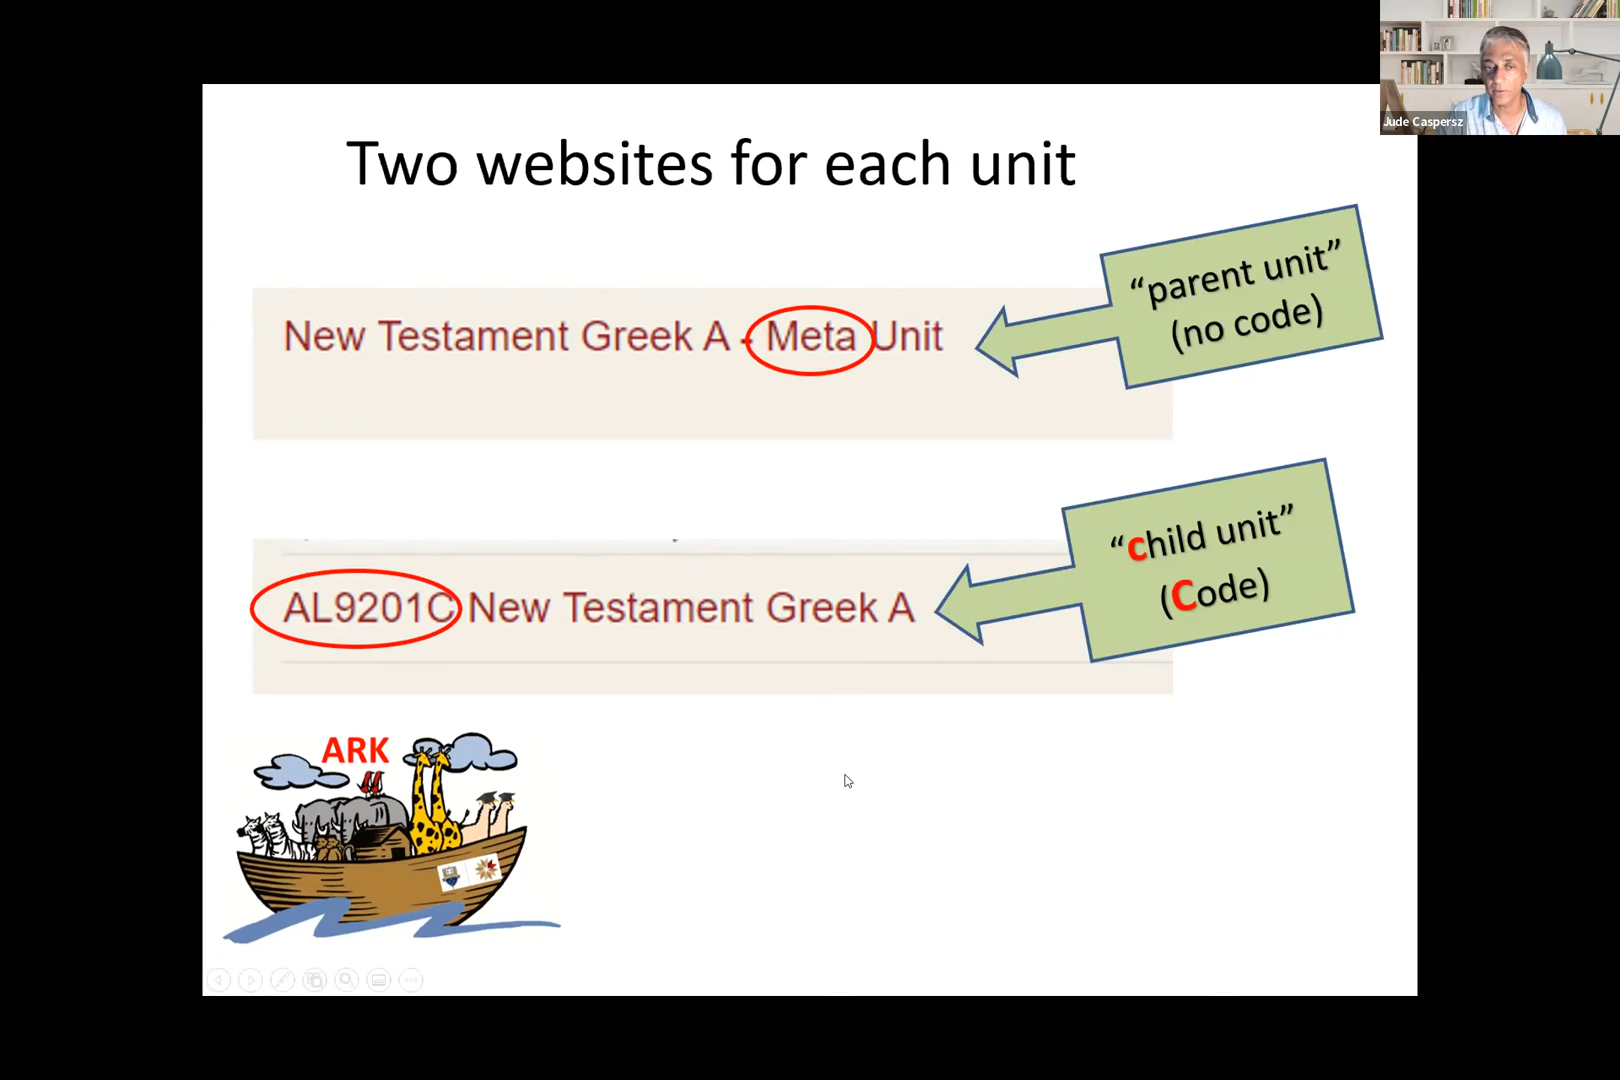 Jude Caspersz
Two websites for each unit
“parent unit”
(no code)
New Testament Greek A - Meta Unit
“child unit”
(Code)
AL9201C New Testament Greek A
ARK